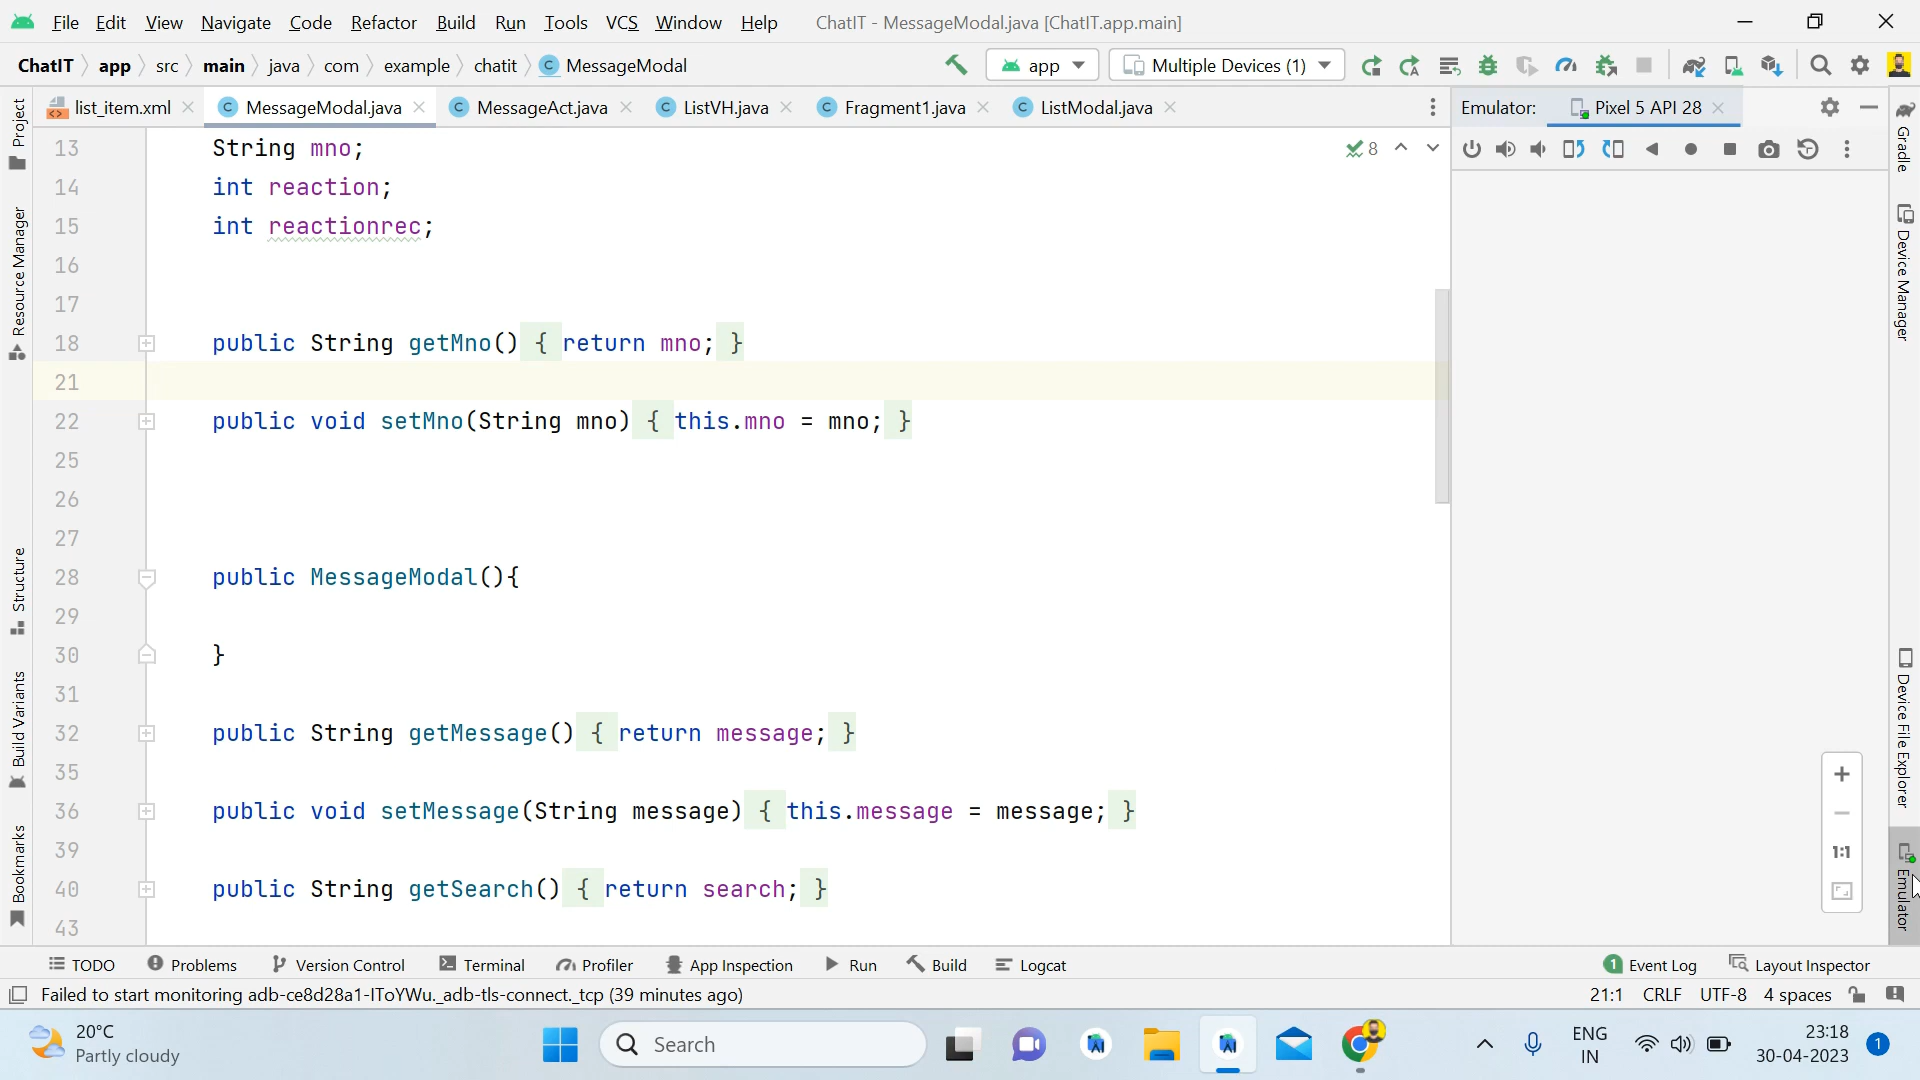 File Edit View Navigate Code Refactor Build Run Tools VCS Window Help ChatIT - MessageModal.java [ChatIT.app.main]
ChatIT app src main java com example chatit MessageModal app Multiple Devices (1)
list_item.xml MessageModal.java MessageAct.java ListVH.java Fragment1.java ListModal.java Emulator: Pixel 5 API 28
13 String mno; 8
14 int reaction;
15 int reactionrec;
16
17
18 public String getMno() { return mno; }
21
22 public void setMno(String mno) { this.mno = mno; }
25
26
27
28 public MessageModal(){
29
30 }
31
32 public String getMessage() { return message; }
35
36 public void setMessage(String message) { this.message = message; }
39
40 public String getSearch() { return search; }
43
Project
Resource Manager
Structure
Build Variants
Bookmarks
Gradle
Device Manager
Device File Explorer
Emulator
1:1
TODO Problems Version Control Terminal Profiler App Inspection Run Build Logcat 1 Event Log Layout Inspector
Failed to start monitoring adb-ce8d28a1-IToYWu._adb-tls-connect._tcp (39 minutes ago) 21:1 CRLF UTF-8 4 spaces
20°C
Partly cloudy
Search
ENG
IN
23:18
30-04-2023
1